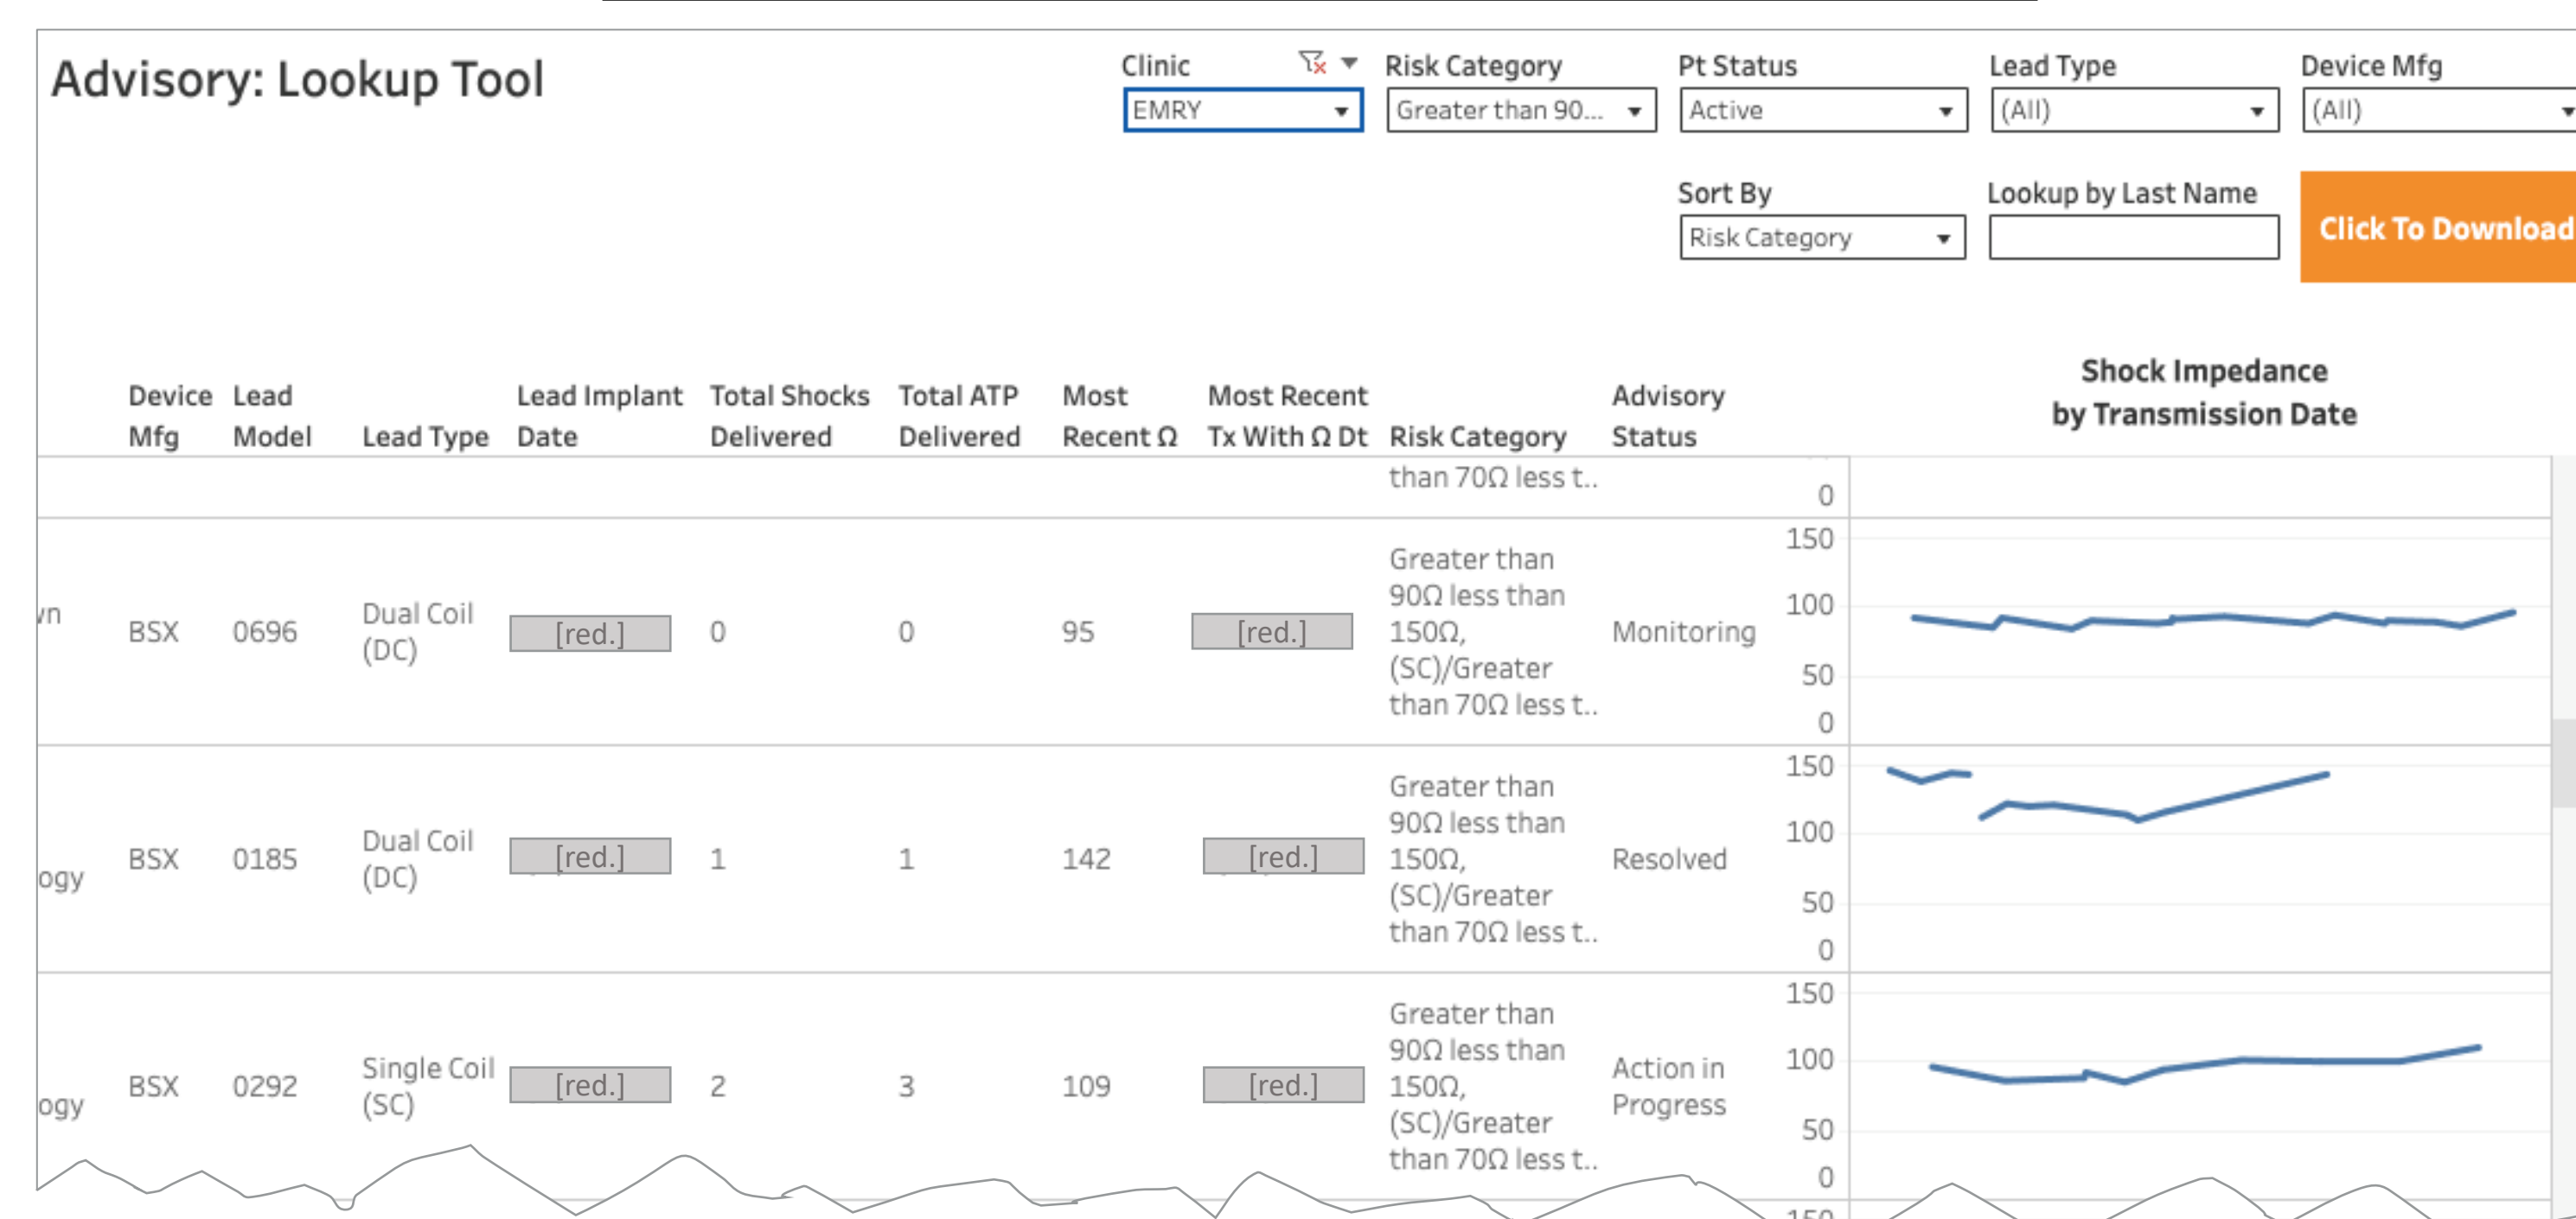 Advisory: Lookup Tool
Clinic
EMRY
Risk Category
Greater than 90...
Pt Status
Active
Lead Type
(All)
Device Mfg
(All)
Sort By
Risk Category
Lookup by Last Name
Click To Download
Device Mfg
Lead Model
Lead Type
Lead Implant Date
Total Shocks Delivered
Total ATP Delivered
Most Recent Ω
Most Recent Tx With Ω Dt
Risk Category
Advisory Status
Shock Impedance
by Transmission Date
than 70Ω less t..
0
BSX
0696
Dual Coil
(DC)
[red.]
0
0
95
[red.]
Greater than
90Ω less than
150Ω,
(SC)/Greater
than 70Ω less t..
Monitoring
150
100
50
0
ogy
BSX
0185
Dual Coil
(DC)
[red.]
1
1
142
[red.]
Greater than
90Ω less than
150Ω,
(SC)/Greater
than 70Ω less t..
Resolved
150
100
50
0
ogy
BSX
0292
Single Coil
(SC)
[red.]
2
3
109
[red.]
Greater than
90Ω less than
150Ω,
(SC)/Greater
than 70Ω less t..
Action in
Progress
150
100
50
0